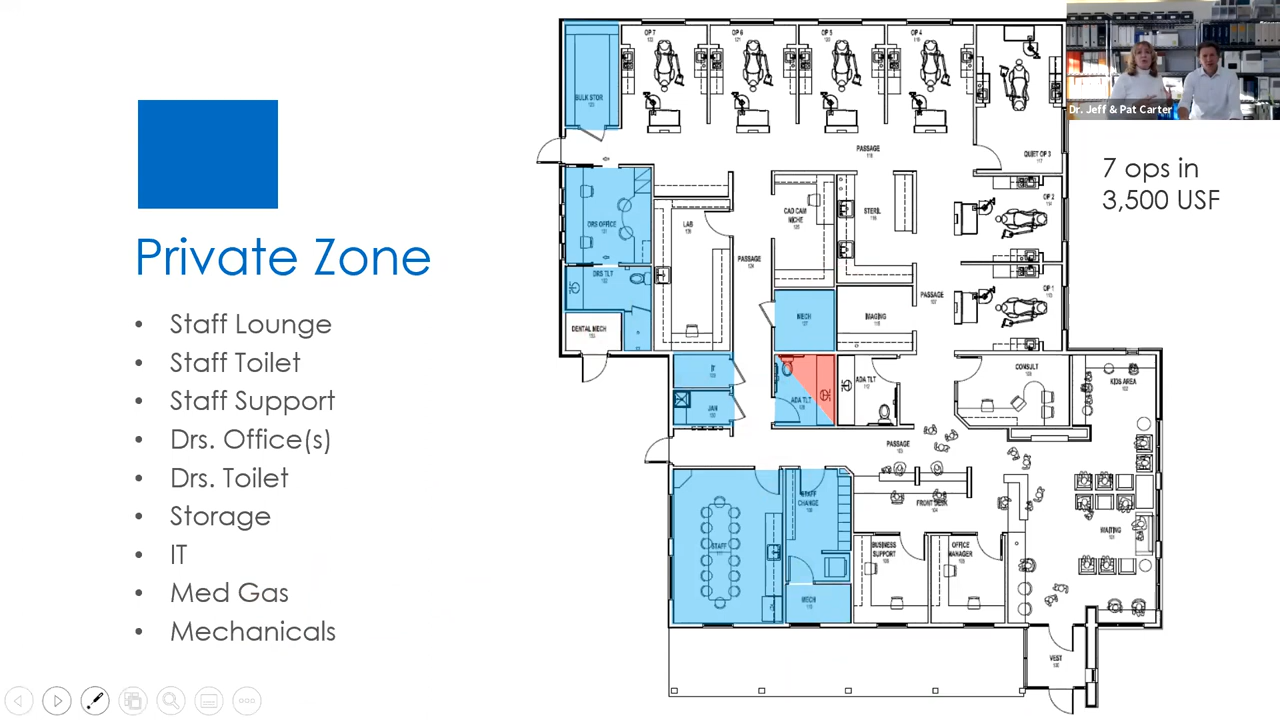 Private Zone
• Staff Lounge
• Staff Toilet
• Staff Support
• Drs. Office(s)
• Drs. Toilet
• Storage
• IT
• Med Gas
• Mechanicals
Dr. Jeff & Pat Carter
7 ops in
3,500 USF
OP 7
OP 6
OP 5
OP 4
BULK STOR
PASSAGE
QUIET OP 3
OP 2
DRS OFFICE
LAB
CAD CAM
NICHE
STERIL
PASSAGE
DRS TLT
OP 1
PASSAGE
MECH
IMAGING
DENTAL MECH
IT
JAN
ADA TLT
ADA TLT
CONSULT
KIDS AREA
PASSAGE
STAFF
CHANGE
FRONT DESK
WAITING
STAFF
BUSINESS
SUPPORT
OFFICE
MANAGER
MECH
VEST